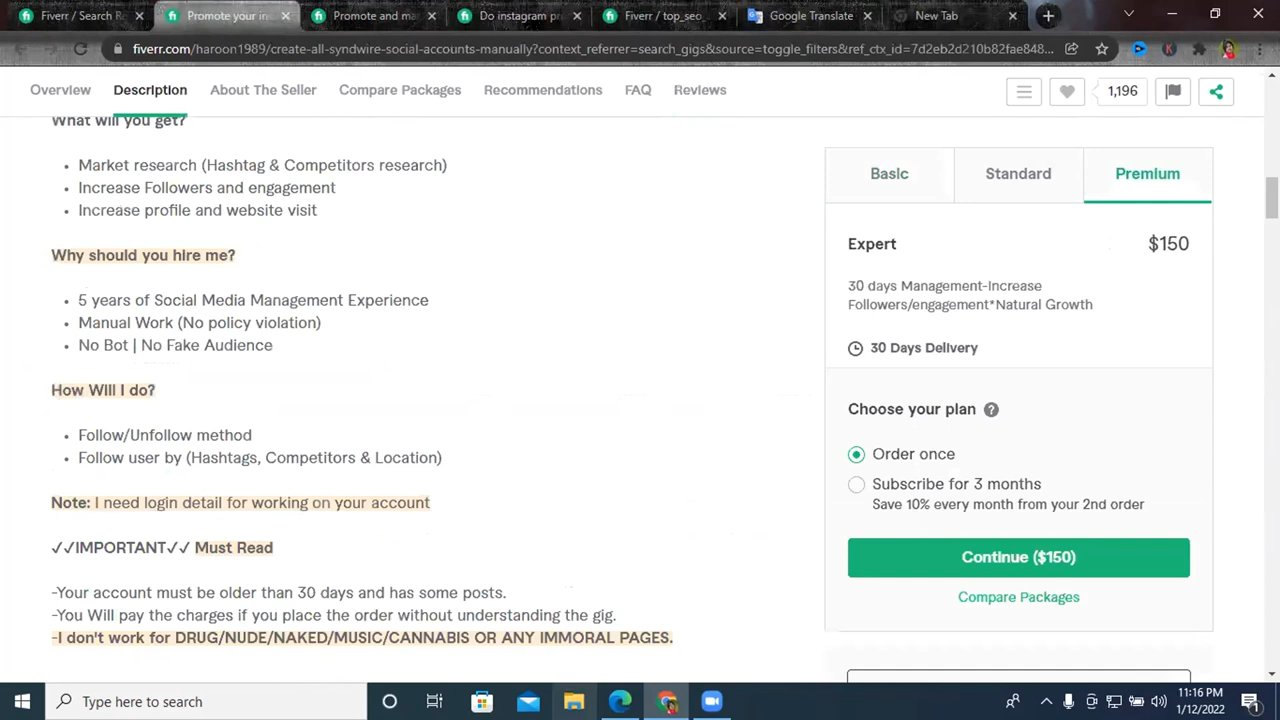 Fiverr / Search R
Promote your in
Promote and ma
Do instagram p
Fiverr / top_seo_
Google Translate
New Tab
fiverr.com/haroon1989/create-all-syndwire-social-accounts-manually?context_referrer=search_gigs&source=toggle_filters&ref_ctx_id=7d2eb2d210b82fae848...
Overview
Description
About The Seller
Compare Packages
Recommendations
FAQ
Reviews
1,196
What will you get?
Market research (Hashtag & Competitors research)
Increase Followers and engagement
Increase profile and website visit
Why should you hire me?
5 years of Social Media Management Experience
Manual Work (No policy violation)
No Bot | No Fake Audience
How Will I do?
Follow/Unfollow method
Follow user by (Hashtags, Competitors & Location)
Note: I need login detail for working on your account
✓✓IMPORTANT✓✓ Must Read
-Your account must be older than 30 days and has some posts.
-You Will pay the charges if you place the order without understanding the gig.
-I don't work for DRUG/NUDE/NAKED/MUSIC/CANNABIS OR ANY IMMORAL PAGES.
Basic
Standard
Premium
Expert
$150
30 days Management-Increase
Followers/engagement*Natural Growth
30 Days Delivery
Choose your plan
Order once
Subscribe for 3 months
Save 10% every month from your 2nd order
Continue ($150)
Compare Packages
Type here to search
11:16 PM
1/12/2022